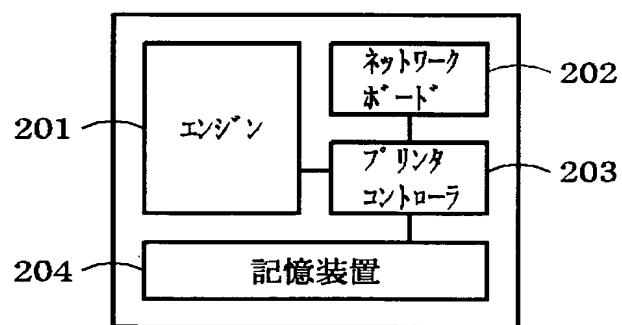 ネットワーク
ボード
202
201
エンジン
プリンタ
コントローラ
203
204
記憶装置